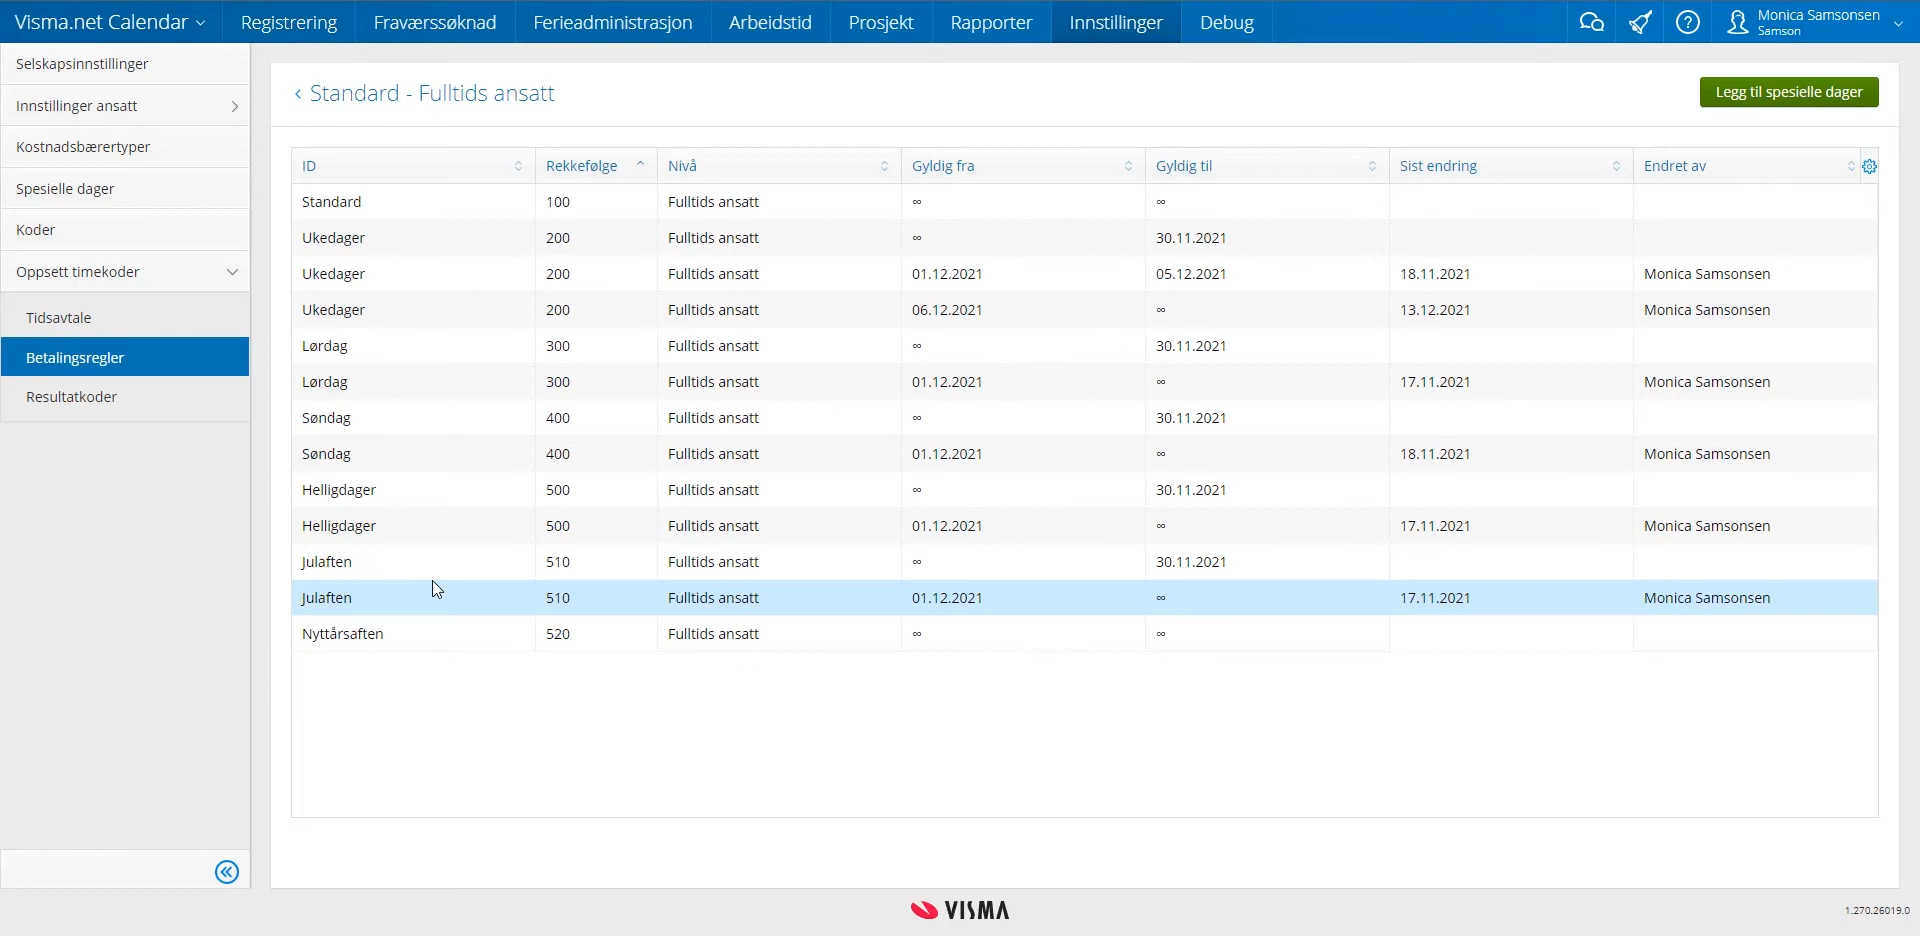 Visma.net Calendar Registrering Fraværssøknad Ferieadministrasjon Arbeidstid Prosjekt Rapporter Innstillinger Debug Monica Samsonsen
Samson
Selskapsinnstillinger
Innstillinger ansatt
Kostnadsbærertyper
Spesielle dager
Koder
Oppsett timekoder
Tidsavtale
Betalingsregler
Resultatkoder
Standard - Fulltids ansatt
Legg til spesielle dager
ID Rekkefølge Nivå Gyldig fra Gyldig til Sist endring Endret av
Standard 100 Fulltids ansatt ∞ ∞
Ukedager 200 Fulltids ansatt ∞ 30.11.2021
Ukedager 200 Fulltids ansatt 01.12.2021 05.12.2021 18.11.2021 Monica Samsonsen
Ukedager 200 Fulltids ansatt 06.12.2021 ∞ 13.12.2021 Monica Samsonsen
Lørdag 300 Fulltids ansatt ∞ 30.11.2021
Lørdag 300 Fulltids ansatt 01.12.2021 ∞ 17.11.2021 Monica Samsonsen
Søndag 400 Fulltids ansatt ∞ 30.11.2021
Søndag 400 Fulltids ansatt 01.12.2021 ∞ 18.11.2021 Monica Samsonsen
Helligdager 500 Fulltids ansatt ∞ 30.11.2021
Helligdager 500 Fulltids ansatt 01.12.2021 ∞ 17.11.2021 Monica Samsonsen
Julaften 510 Fulltids ansatt ∞ 30.11.2021
Julaften 510 Fulltids ansatt 01.12.2021 ∞ 17.11.2021 Monica Samsonsen
Nyttårsaften 520 Fulltids ansatt ∞ ∞
VISMA
1.270.26019.0